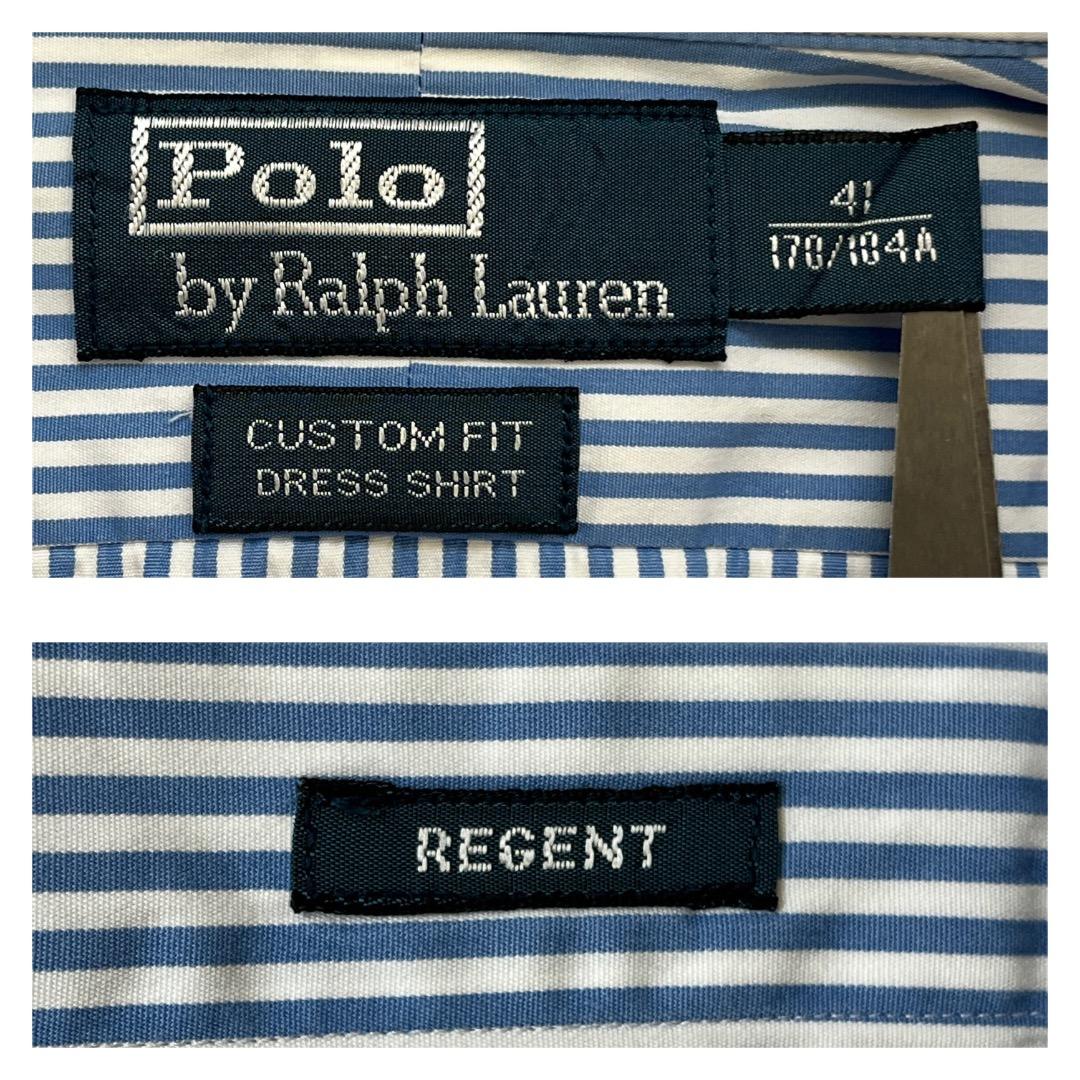 Polo
by Ralph Lauren
41
170/104A
CUSTOM FIT
DRESS SHIRT
REGENT